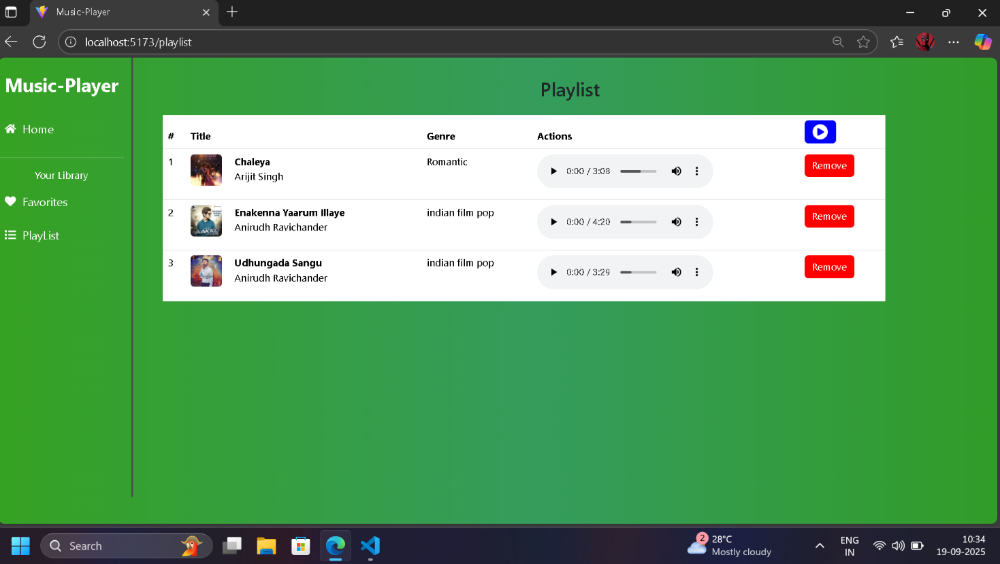 Music-Player
localhost:5173/playlist
Music-Player
Home
Your Library
Favorites
PlayList
Playlist
# Title Genre Actions
1 Chaleya Romantic 0:00 / 3:08 Remove
Arijit Singh
2 Enakenna Yaarum Illaye indian film pop 0:00 / 4:20 Remove
Anirudh Ravichander
3 Udhungada Sangu indian film pop 0:00 / 3:29 Remove
Anirudh Ravichander
Search
2
28°C
Mostly cloudy
ENG
IN
10:34
19-09-2025